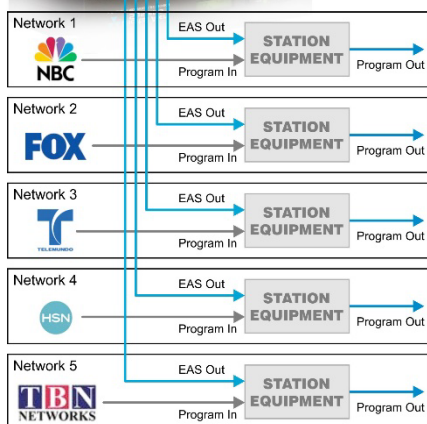 Network 1
EAS Out
NBC
STATION
EQUIPMENT
Program In
Program Out
Network 2
EAS Out
FOX
STATION
EQUIPMENT
Program In
Program Out
Network 3
EAS Out
TELEMUNDO
STATION
EQUIPMENT
Program In
Program Out
Network 4
EAS Out
HSN
STATION
EQUIPMENT
Program In
Program Out
Network 5
EAS Out
TBN
NETWORKS
STATION
EQUIPMENT
Program In
Program Out